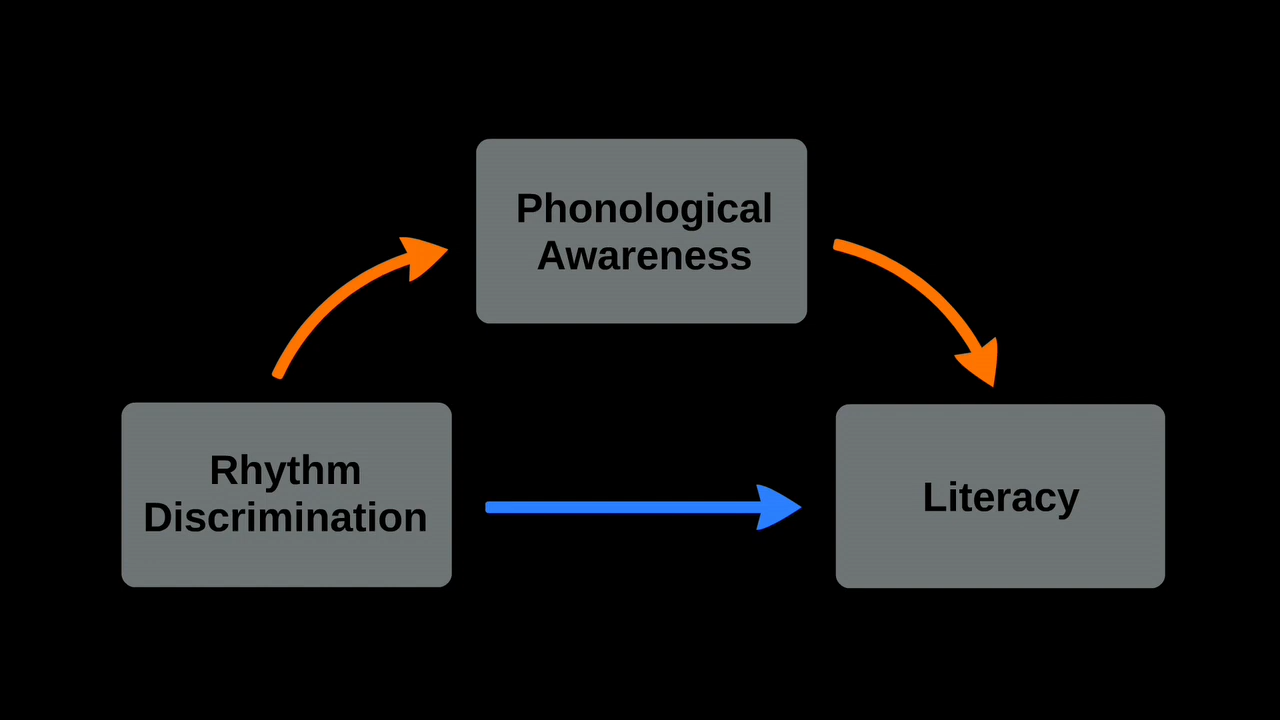 Phonological
Awareness
Rhythm
Discrimination
Literacy